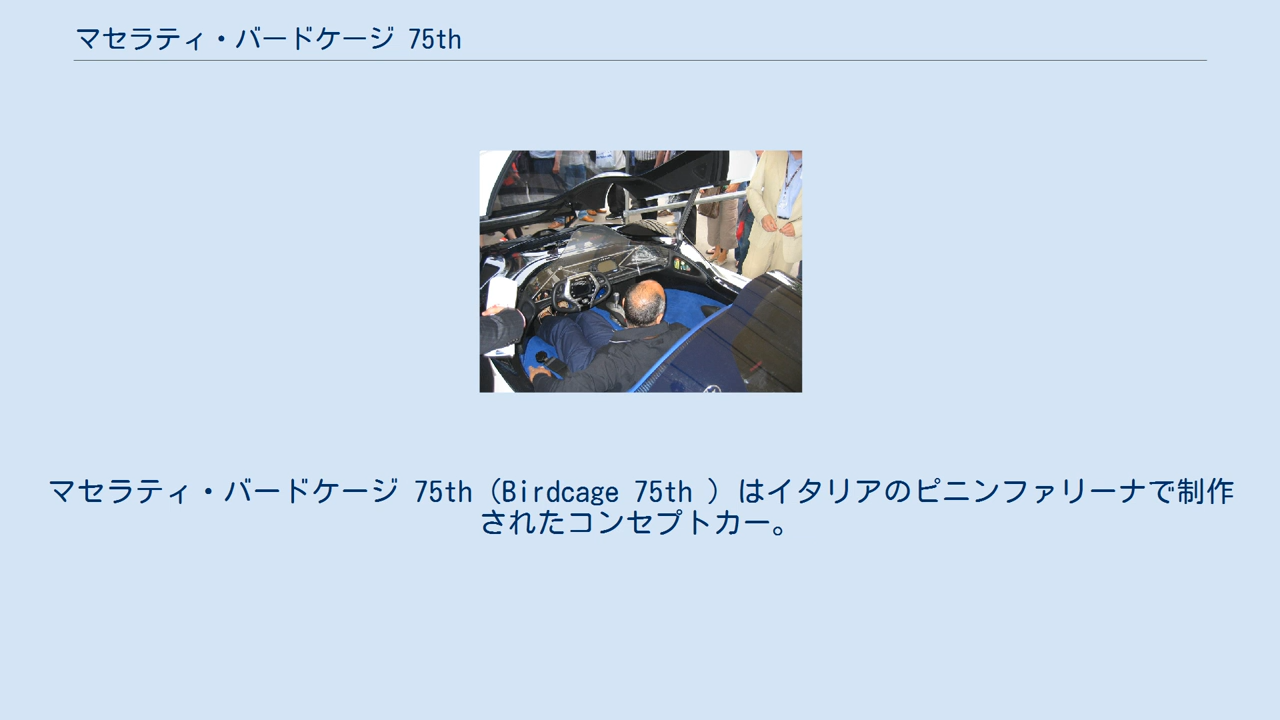 マセラティ・バードケージ 75th
マセラティ・バードケージ 75th（Birdcage 75th ）はイタリアのピニンファリーナで制作
されたコンセプトカー。